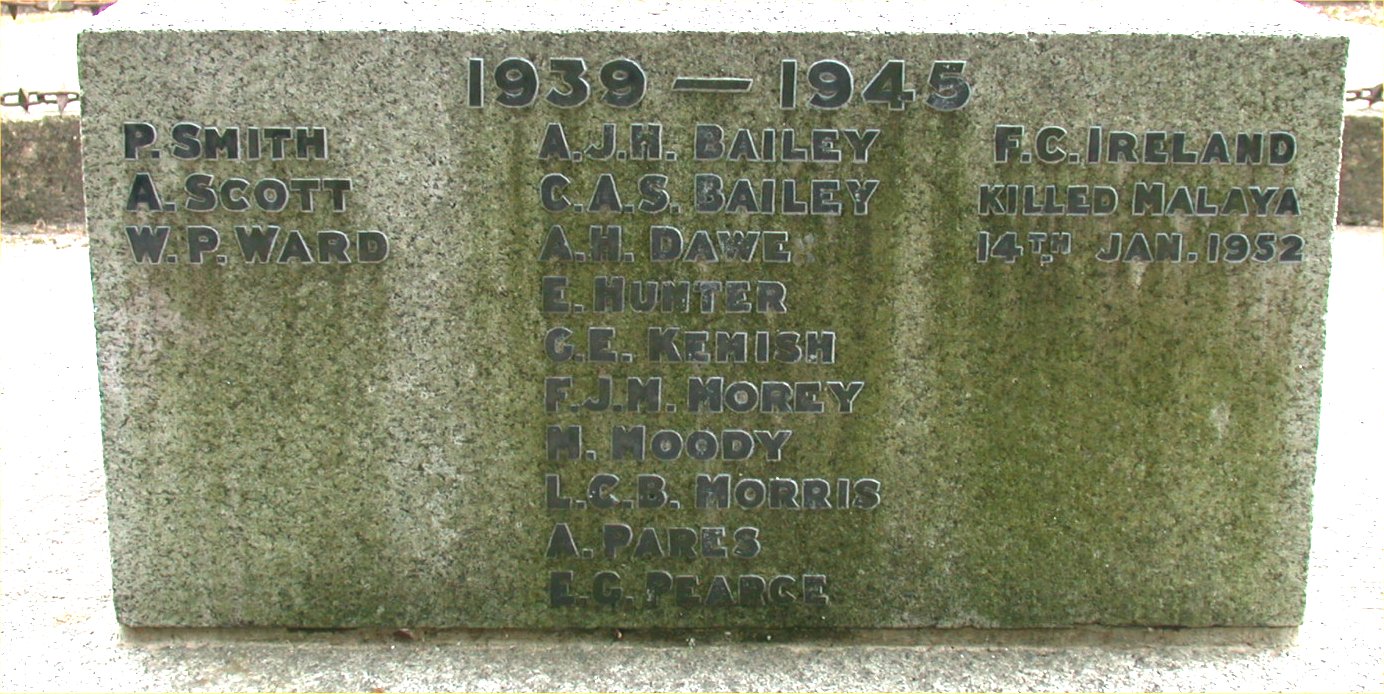 1939 — 1945
P. SMITH
A. SCOTT
W. P. WARD
A.J.H. BAILEY
C.A.S. BAILEY
A.H. DAWE
E. HUNTER
G.E. KEMISH
F.J.M. MOREY
M. MOODY
L.C.B. MORRIS
A. PARES
E.G. PEARCE
F.C. IRELAND
KILLED MALAYA
14TH JAN. 1952